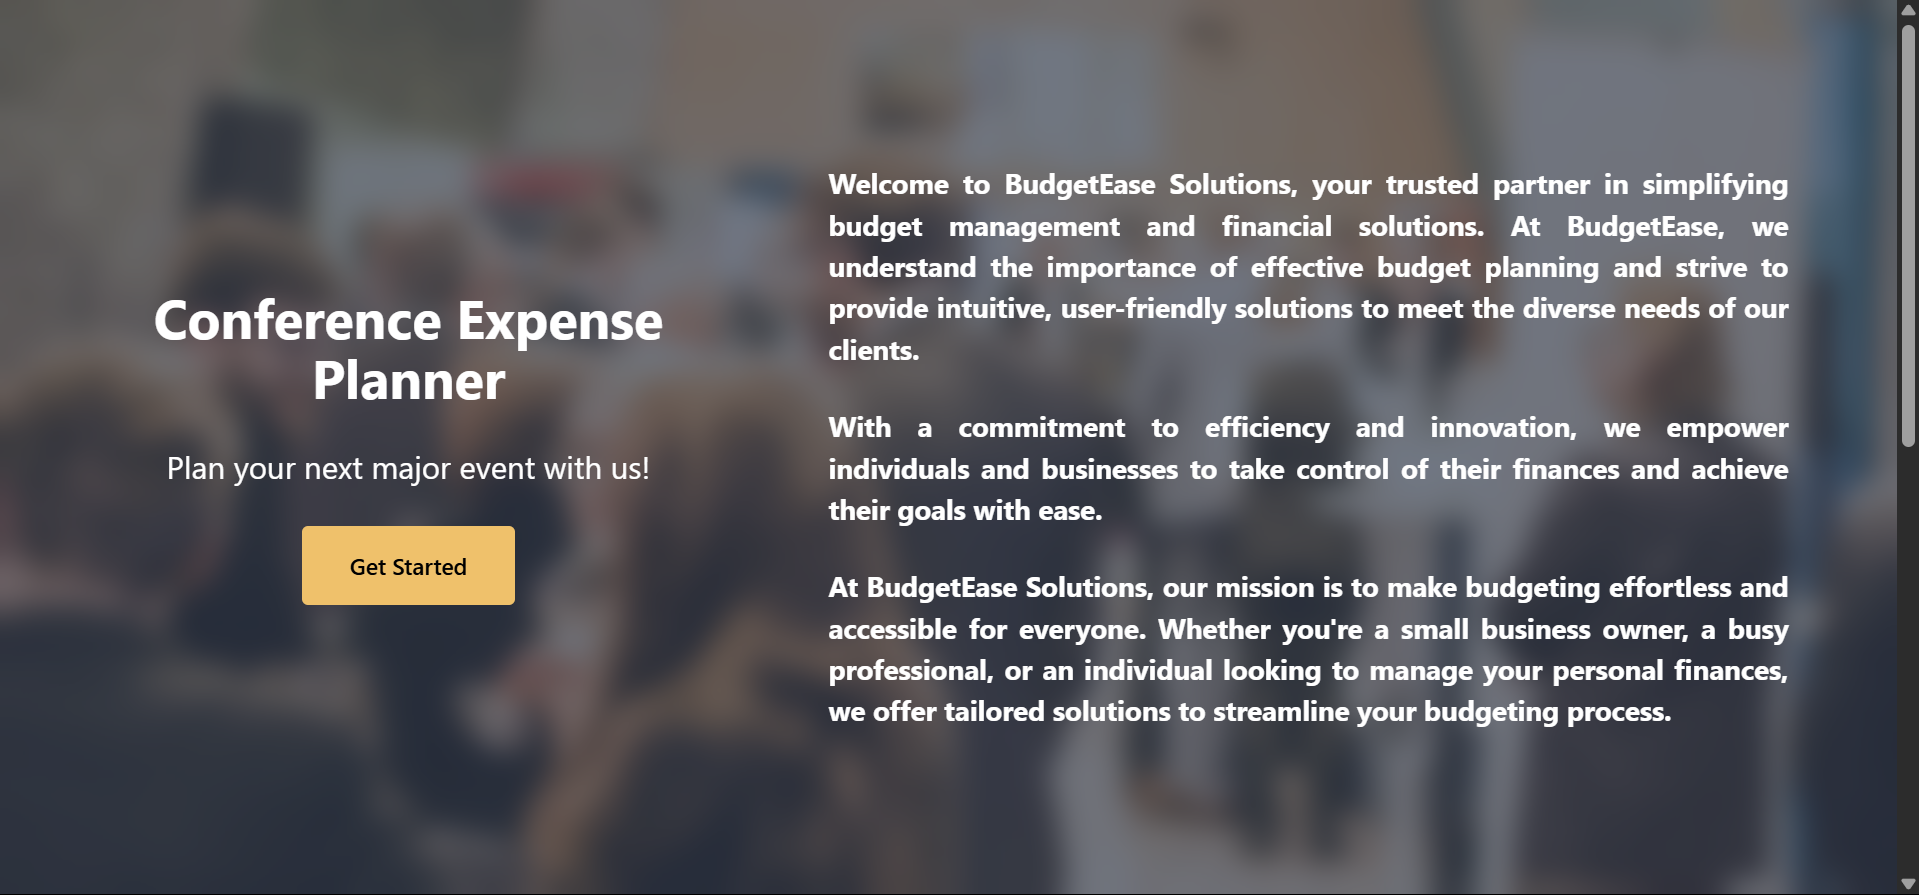 Conference Expense
Planner
Plan your next major event with us!
Get Started
Welcome to BudgetEase Solutions, your trusted partner in simplifying
budget management and financial solutions. At BudgetEase, we
understand the importance of effective budget planning and strive to
provide intuitive, user-friendly solutions to meet the diverse needs of our
clients.
With a commitment to efficiency and innovation, we empower
individuals and businesses to take control of their finances and achieve
their goals with ease.
At BudgetEase Solutions, our mission is to make budgeting effortless and
accessible for everyone. Whether you're a small business owner, a busy
professional, or an individual looking to manage your personal finances,
we offer tailored solutions to streamline your budgeting process.